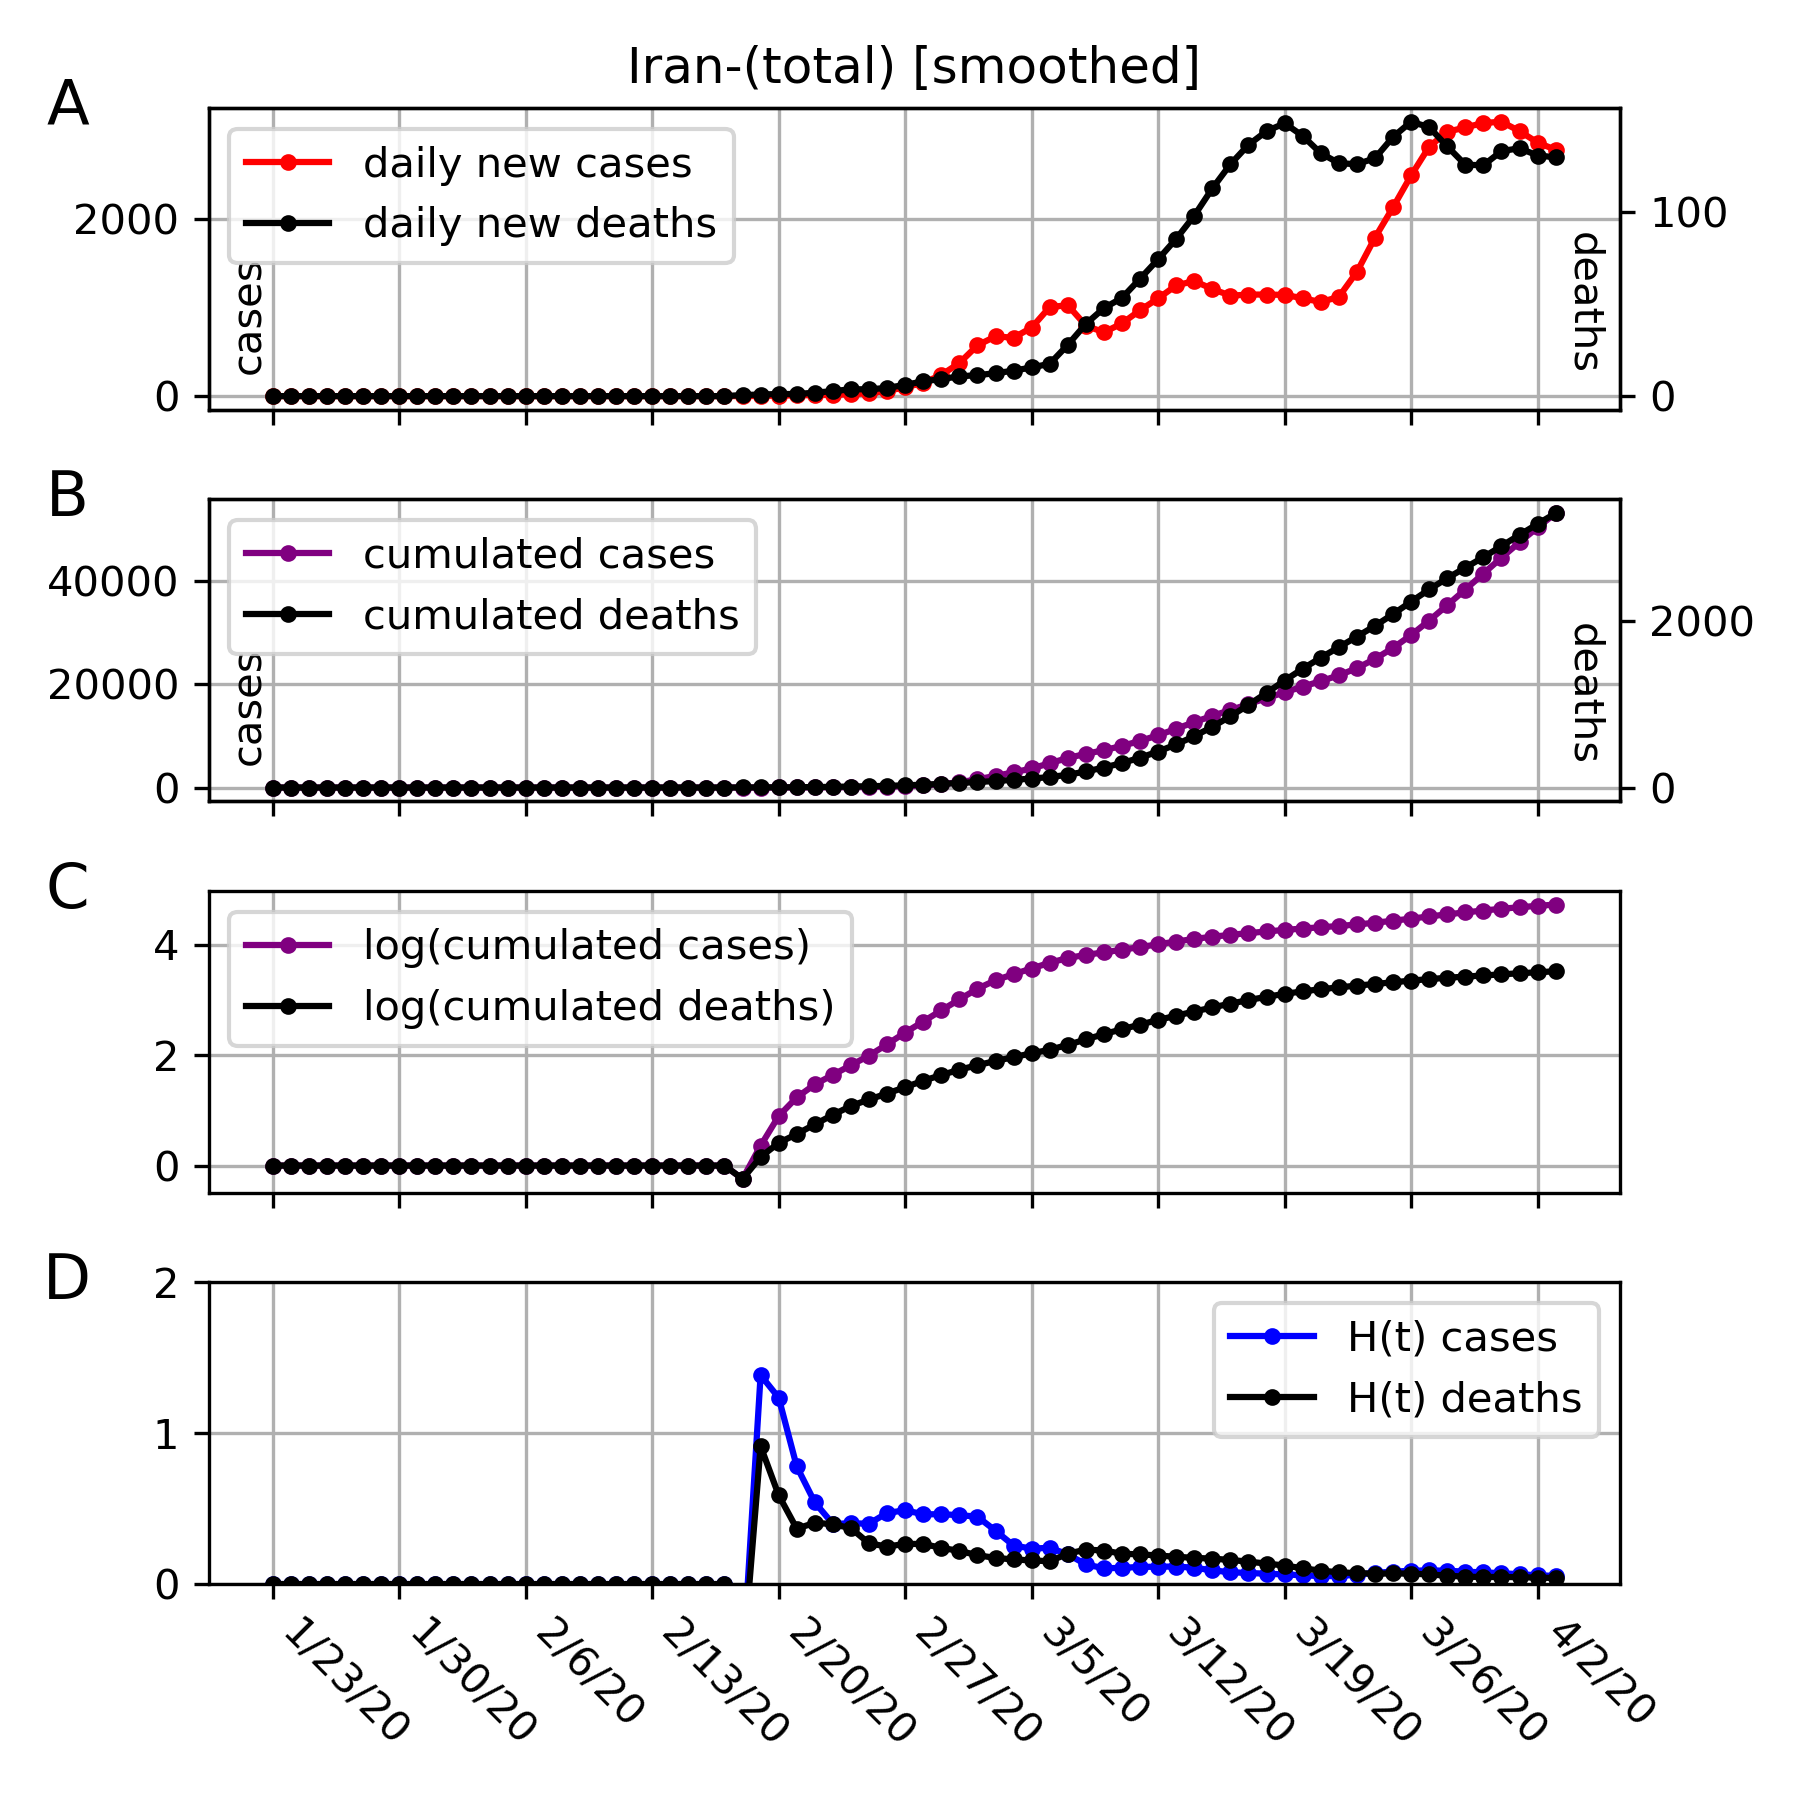 Iran-(total) [smoothed]
A
daily new cases
daily new deaths
2000
0
cases
100
0
deaths
B
cumulated cases
cumulated deaths
40000
20000
0
cases
2000
0
deaths
C
log(cumulated cases)
log(cumulated deaths)
4
2
0
D
H(t) cases
H(t) deaths
2
1
0
1/23/20
1/30/20
2/6/20
2/13/20
2/20/20
2/27/20
3/5/20
3/12/20
3/19/20
3/26/20
4/2/20